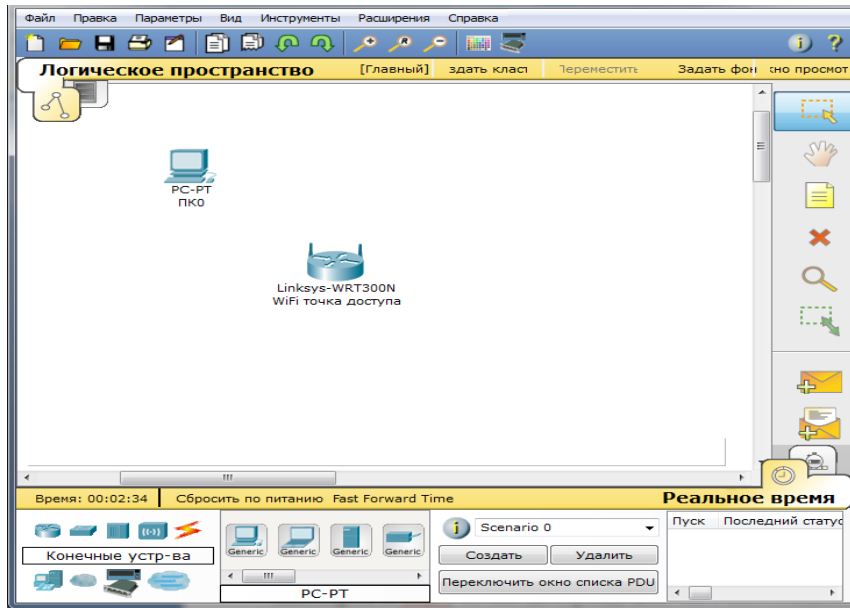 Файл Правка Параметры Вид Инструменты Расширения Справка
Логическое пространство [Главный] здать класт Переместить Задать фон кно просмот
PC-PT
ПК0
Linksys-WRT300N
WiFi точка доступа
Время: 00:02:34 Сбросить по питанию Fast Forward Time Реальное время
Scenario 0 Пуск Последний статус
Generic Generic Generic Generic
Конечные устр-ва Создать Удалить
Переключить окно списка PDU
PC-PT